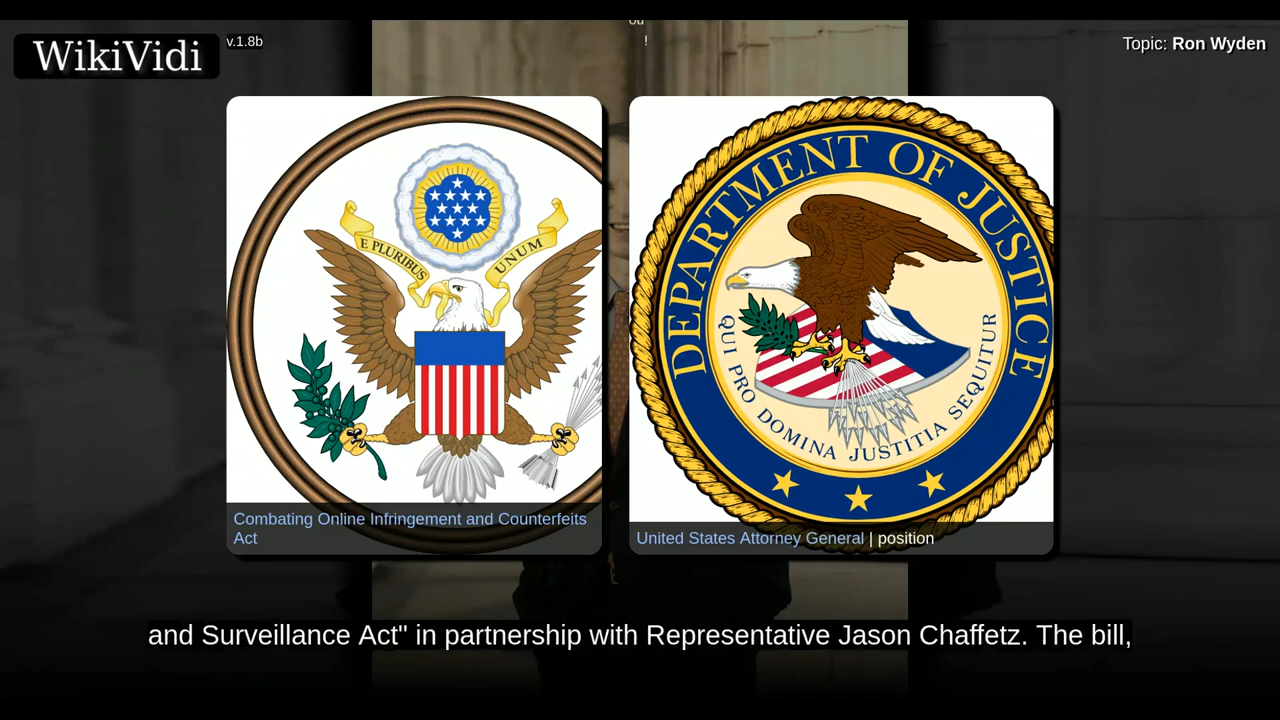 ou
!
WikiVidi
v.1.8b
Topic: Ron Wyden
E PLURIBUS
UNUM
DEPARTMENT OF JUSTICE
QUI PRO DOMINA JUSTITIA SEQUITUR
Combating Online Infringement and Counterfeits
Act
United States Attorney General | position
and Surveillance Act" in partnership with Representative Jason Chaffetz. The bill,